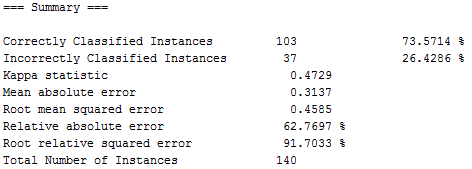 === Summary ===
Correctly Classified Instances 103 73.5714 %
Incorrectly Classified Instances 37 26.4286 %
Kappa statistic 0.4729
Mean absolute error 0.3137
Root mean squared error 0.4585
Relative absolute error 62.7697 %
Root relative squared error 91.7033 %
Total Number of Instances 140